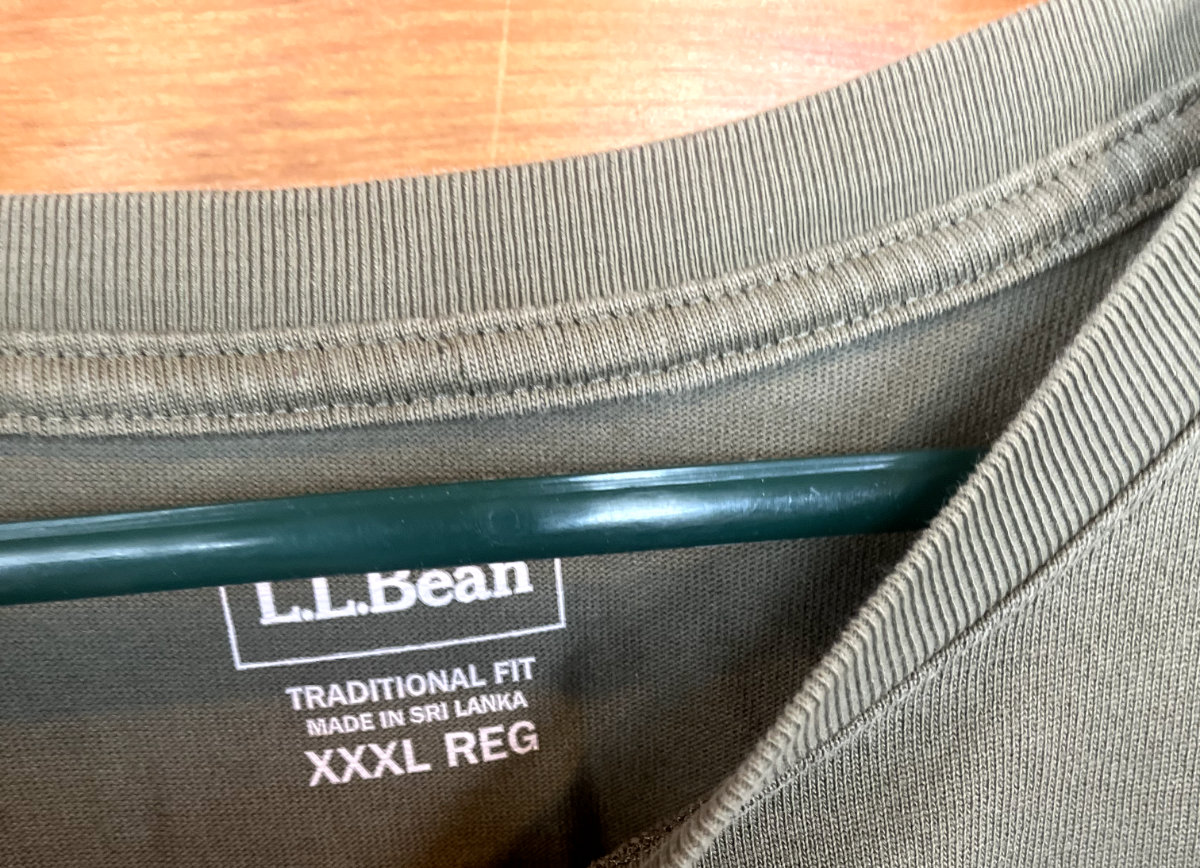 L.L.Bean
TRADITIONAL FIT
MADE IN SRI LANKA
XXXL REG